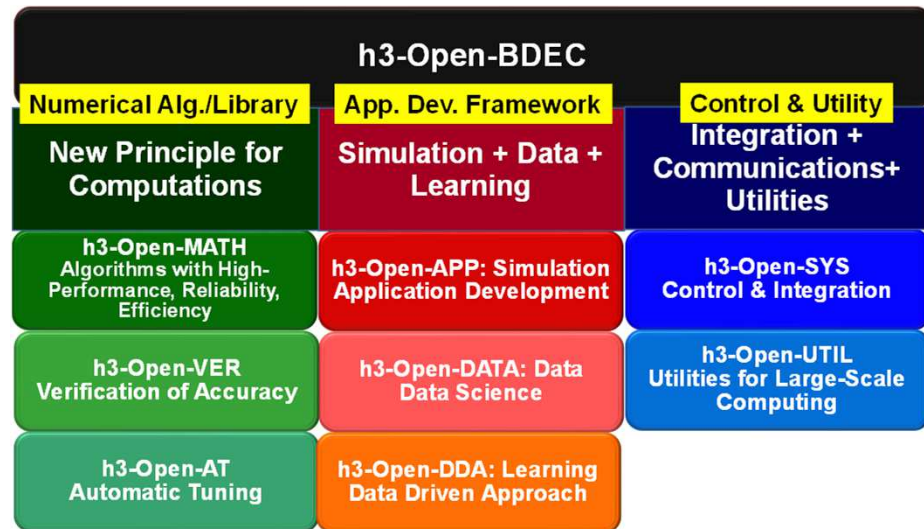 h3-Open-BDEC
Numerical Alg./Library
New Principle for
Computations
h3-Open-MATH
Algorithms with High-
Performance, Reliability,
Efficiency
h3-Open-VER
Verification of Accuracy
h3-Open-AT
Automatic Tuning
App. Dev. Framework
Simulation + Data +
Learning
h3-Open-APP: Simulation
Application Development
h3-Open-DATA: Data
Data Science
h3-Open-DDA: Learning
Data Driven Approach
Control & Utility
Integration +
Communications+
Utilities
h3-Open-SYS
Control & Integration
h3-Open-UTIL
Utilities for Large-Scale
Computing